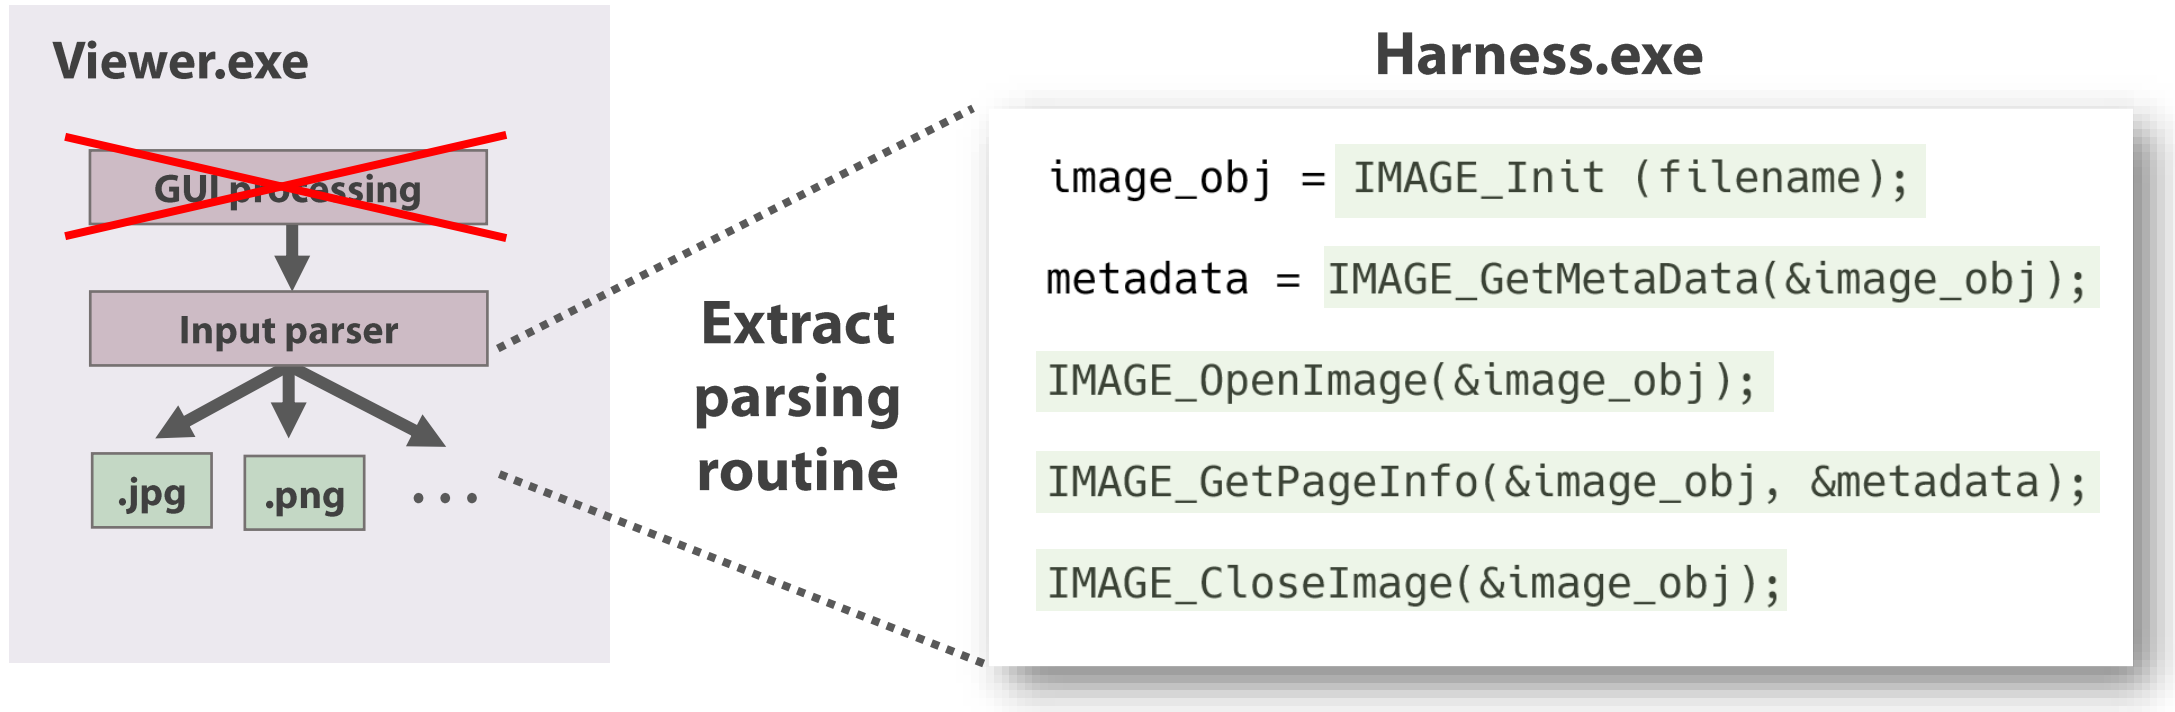 Viewer.exe
GUI processing
Input parser
.jpg
.png
...
Extract
parsing
routine
Harness.exe
image_obj = IMAGE_Init (filename);
metadata = IMAGE_GetMetaData(&image_obj);
IMAGE_OpenImage(&image_obj);
IMAGE_GetPageInfo(&image_obj, &metadata);
IMAGE_CloseImage(&image_obj);